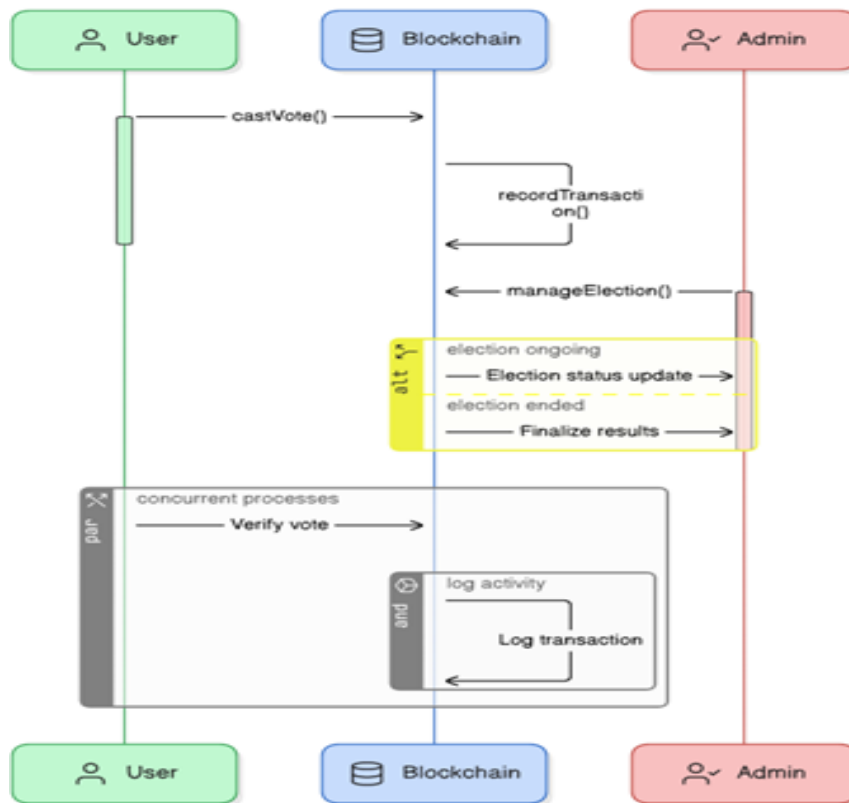 User
Blockchain
Admin
castVote()
recordTransacti
on()
manageElection()
alt
election ongoing
Election status update
election ended
Finalize results
par
concurrent processes
Verify vote
and
log activity
Log transaction
User
Blockchain
Admin